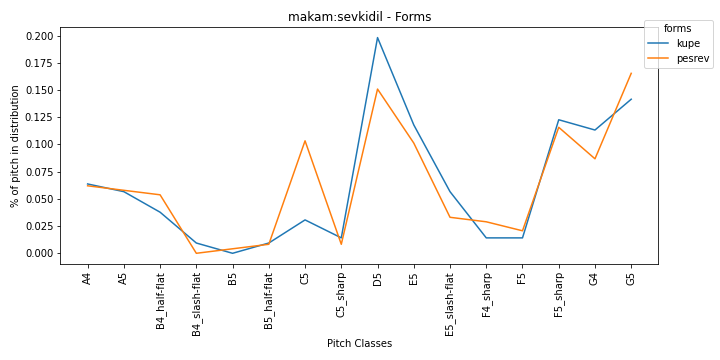 makam:sevkidil - Forms
forms
kupe
pesrev
% of pitch in distribution
0.200
0.175
0.150
0.125
0.100
0.075
0.050
0.025
0.000
A4
A5
B4_half-flat
B4_slash-flat
B5
B5_half-flat
C5
C5_sharp
D5
E5
E5_slash-flat
F4_sharp
F5
F5_sharp
G4
G5
Pitch Classes